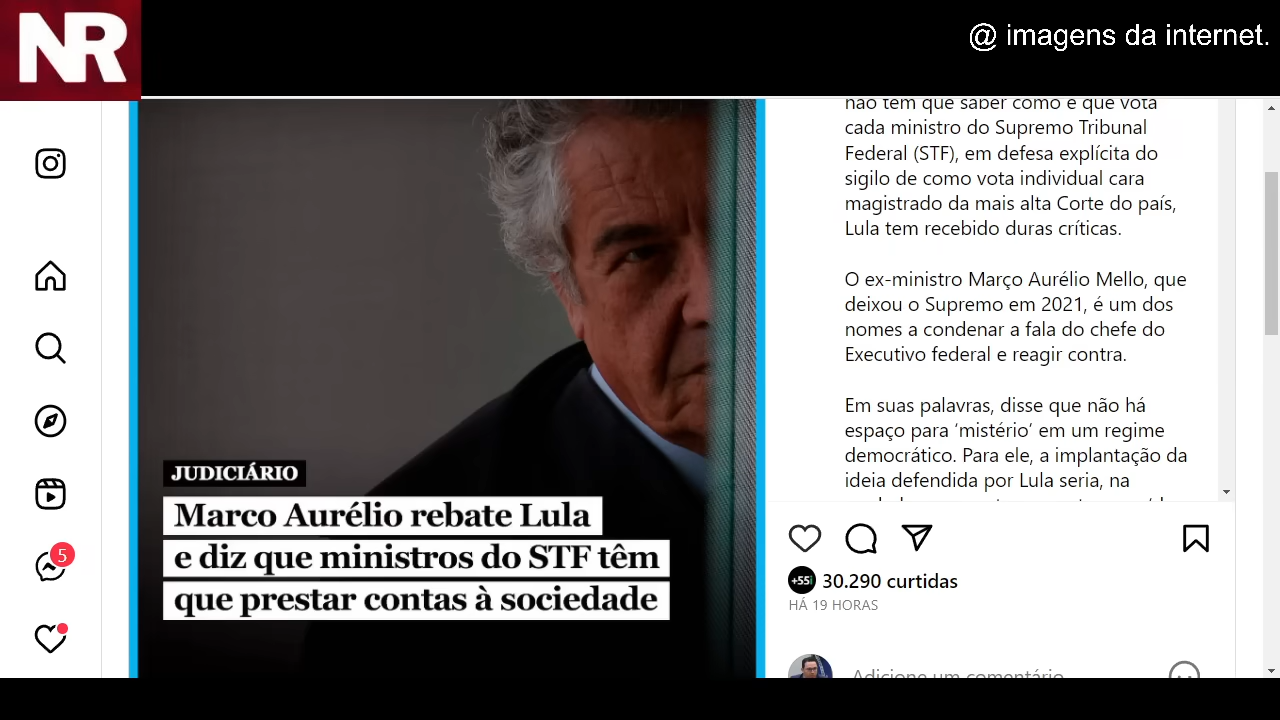 NR
@ imagens da internet.
não tem que saber como é que vota
cada ministro do Supremo Tribunal
Federal (STF), em defesa explícita do
sigilo de como vota individual cara
magistrado da mais alta Corte do país,
Lula tem recebido duras críticas.
O ex-ministro Março Aurélio Mello, que
deixou o Supremo em 2021, é um dos
nomes a condenar a fala do chefe do
Executivo federal e reagir contra.
Em suas palavras, disse que não há
espaço para ‘mistério’ em um regime
democrático. Para ele, a implantação da
ideia defendida por Lula seria, na
JUDICIÁRIO
Marco Aurélio rebate Lula
e diz que ministros do STF têm
que prestar contas à sociedade
5
+55
30.290 curtidas
HÁ 19 HORAS
Adicione um comentário